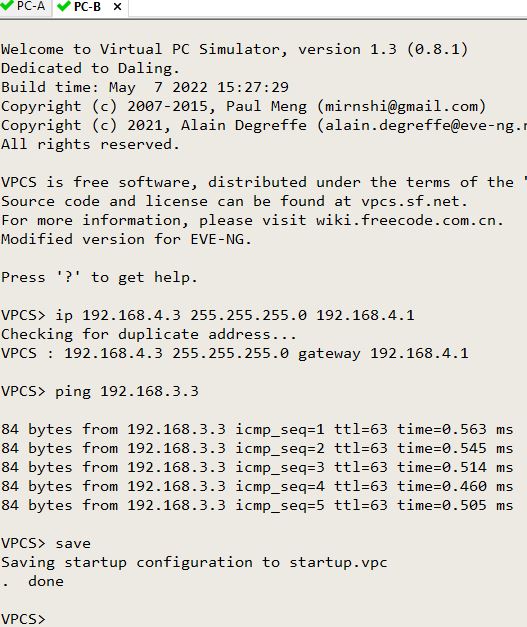 PC-A PC-B ×
Welcome to Virtual PC Simulator, version 1.3 (0.8.1)
Dedicated to Daling.
Build time: May  7 2022 15:27:29
Copyright (c) 2007-2015, Paul Meng (mirnshi@gmail.com)
Copyright (c) 2021, Alain Degreffe (alain.degreffe@eve-ng.
All rights reserved.
VPCS is free software, distributed under the terms of the "
Source code and license can be found at vpcs.sf.net.
For more information, please visit wiki.freecode.com.cn.
Modified version for EVE-NG.
Press '?' to get help.
VPCS> ip 192.168.4.3 255.255.255.0 192.168.4.1
Checking for duplicate address...
VPCS : 192.168.4.3 255.255.255.0 gateway 192.168.4.1
VPCS> ping 192.168.3.3
84 bytes from 192.168.3.3 icmp_seq=1 ttl=63 time=0.563 ms
84 bytes from 192.168.3.3 icmp_seq=2 ttl=63 time=0.545 ms
84 bytes from 192.168.3.3 icmp_seq=3 ttl=63 time=0.514 ms
84 bytes from 192.168.3.3 icmp_seq=4 ttl=63 time=0.460 ms
84 bytes from 192.168.3.3 icmp_seq=5 ttl=63 time=0.505 ms
VPCS> save
Saving startup configuration to startup.vpc
.  done
VPCS>